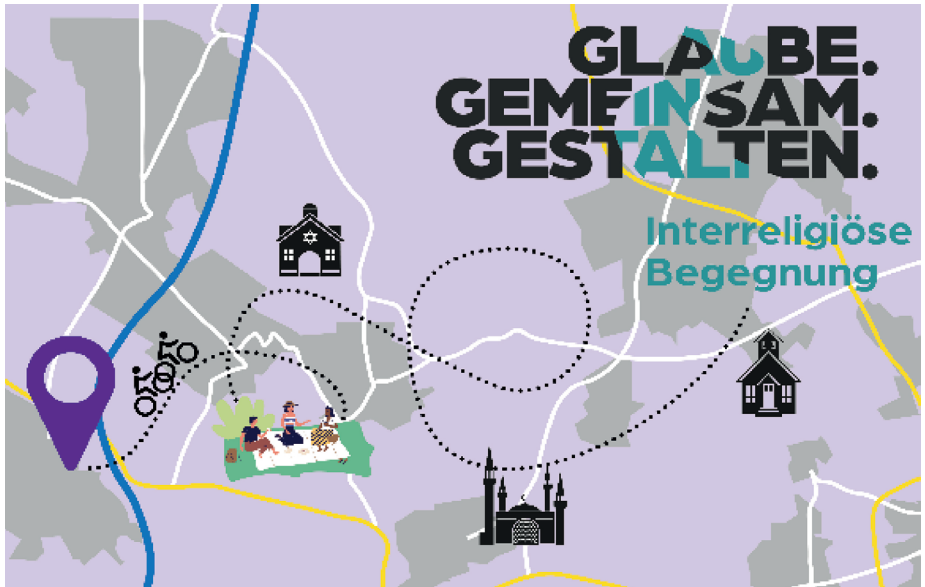 GLAUBE.
GEMEINSAM.
GESTALTEN.
Interreligiöse
Begegnung